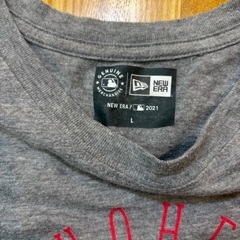 GENUINE
MERCHANDISE
NEW ERA
NEW ERA / 2021
L